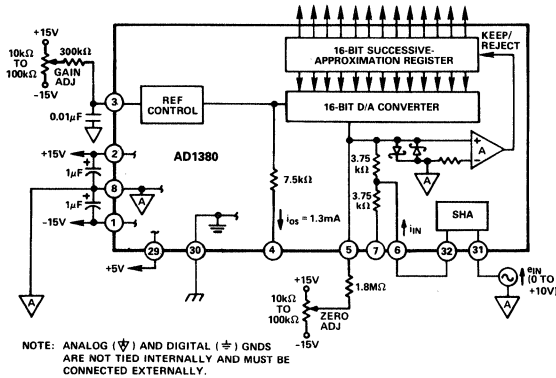 +15V
10kΩ
TO
100kΩ
300kΩ
GAIN
ADJ
–15V
16-BIT SUCCESSIVE-
APPROXIMATION REGISTER
KEEP/
REJECT
3
REF
CONTROL
16-BIT D/A CONVERTER
0.01μF
AD1380
+
–
A
+15V
2
+
1μF
8
A
+
1μF
–15V
1
A
3.75
kΩ
3.75
kΩ
7.5kΩ
iOS = 1.3mA
iIN
SHA
29
30
4
5
7
6
32
31
+5V
A
+15V
10kΩ
TO
100kΩ
1.8MΩ
ZERO
ADJ
–15V
eIN
(0 TO
+10V)
A
NOTE: ANALOG (A) AND DIGITAL ( ) GNDS
ARE NOT TIED INTERNALLY AND MUST BE
CONNECTED EXTERNALLY.